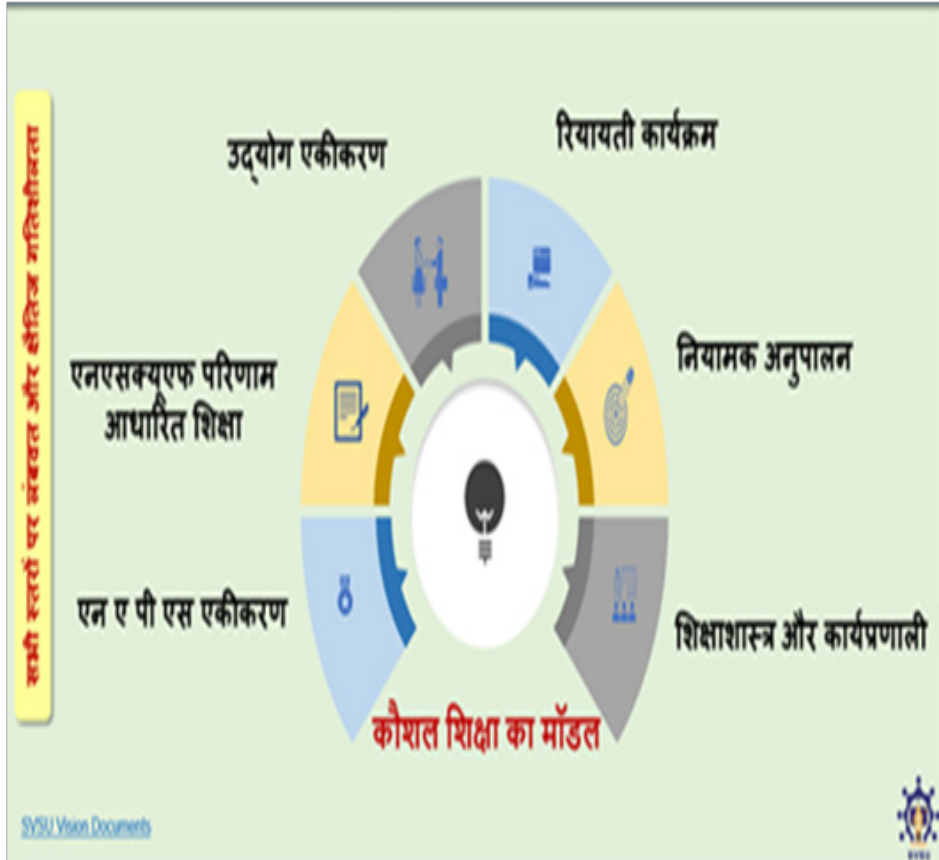 सभी स्तरों पर लंबवत और क्षैतिज गतिशीलता
उद्योग एकीकरण
रियायती कार्यक्रम
एनएसक्यूएफ परिणाम
आधारित शिक्षा
नियामक अनुपालन
एन ए पी एस एकीकरण
शिक्षाशास्त्र और कार्यप्रणाली
कौशल शिक्षा का मॉडल
SVSU Vision Documents
SVSU